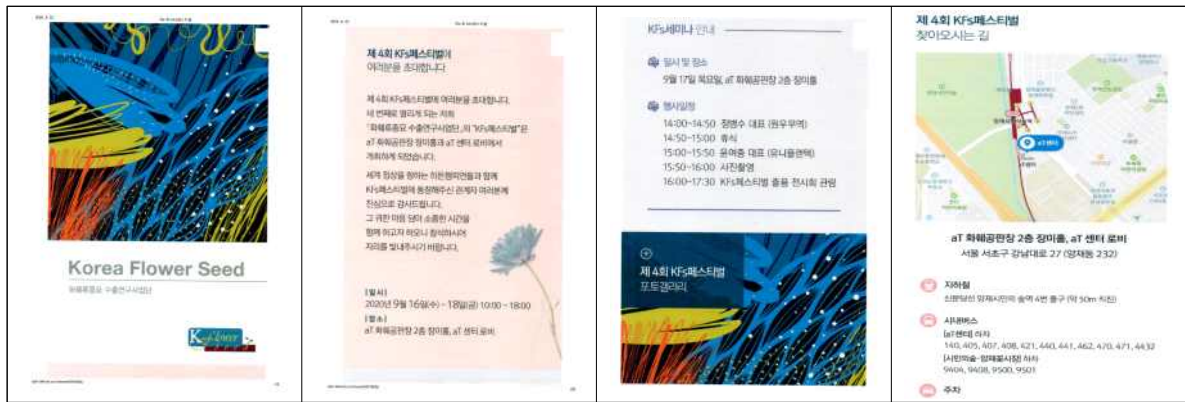 Korea Flower Seed
화훼류종묘 수출연구사업단
제 4회 KFs페스티벌에
여러분을 초대합니다
제 4회 KFs페스티벌에 여러분을 초대합니다.
세 번째로 열리게 되는 저희
「화훼류종묘 수출연구사업단」의 "KFs페스티벌"은
aT 화훼공판장 장미홀과 aT 센터 로비에서
개최하게 되었습니다.
세계 정상을 향하는 히든챔피언들과 함께
KFs페스티벌에 동참해주신 관계자 여러분께
진심으로 감사드립니다.
그 귀한 마음 담아 소중한 시간을
함께 하고자 하오니 참석하시어
자리를 빛내주시기 바랍니다.
[일시]
2020년 9월 16일(수) ~ 18일(금) 10:00 ~ 18:00
[장소]
aT 화훼공판장 2층 장미홀, aT 센터 로비
KFs세미나 안내
일시 및 장소
9월 17일 목요일, aT 화훼공판장 2층 장미홀
행사일정
14:00~14:50 정병수 대표 (원우무역)
14:50~15:00 휴식
15:00~15:50 윤여중 대표 (유니플랜텍)
15:50~16:00 사진촬영
16:00~17:30 KFs페스티벌 출품 전시회 관람
제 4회 KFs페스티벌
포토갤러리
제 4회 KFs페스티벌
찾아오시는 길
aT센터
aT 화훼공판장 2층 장미홀, aT 센터 로비
서울 서초구 강남대로 27 (양재동 232)
지하철
신분당선 양재시민의 숲역 4번 출구 (약 50m 직진)
시내버스
[aT센터] 하차
140, 405, 407, 408, 421, 440, 441, 462, 470, 471, 4432
[시민의숲·양재꽃시장] 하차
9404, 9408, 9500, 9501
주차